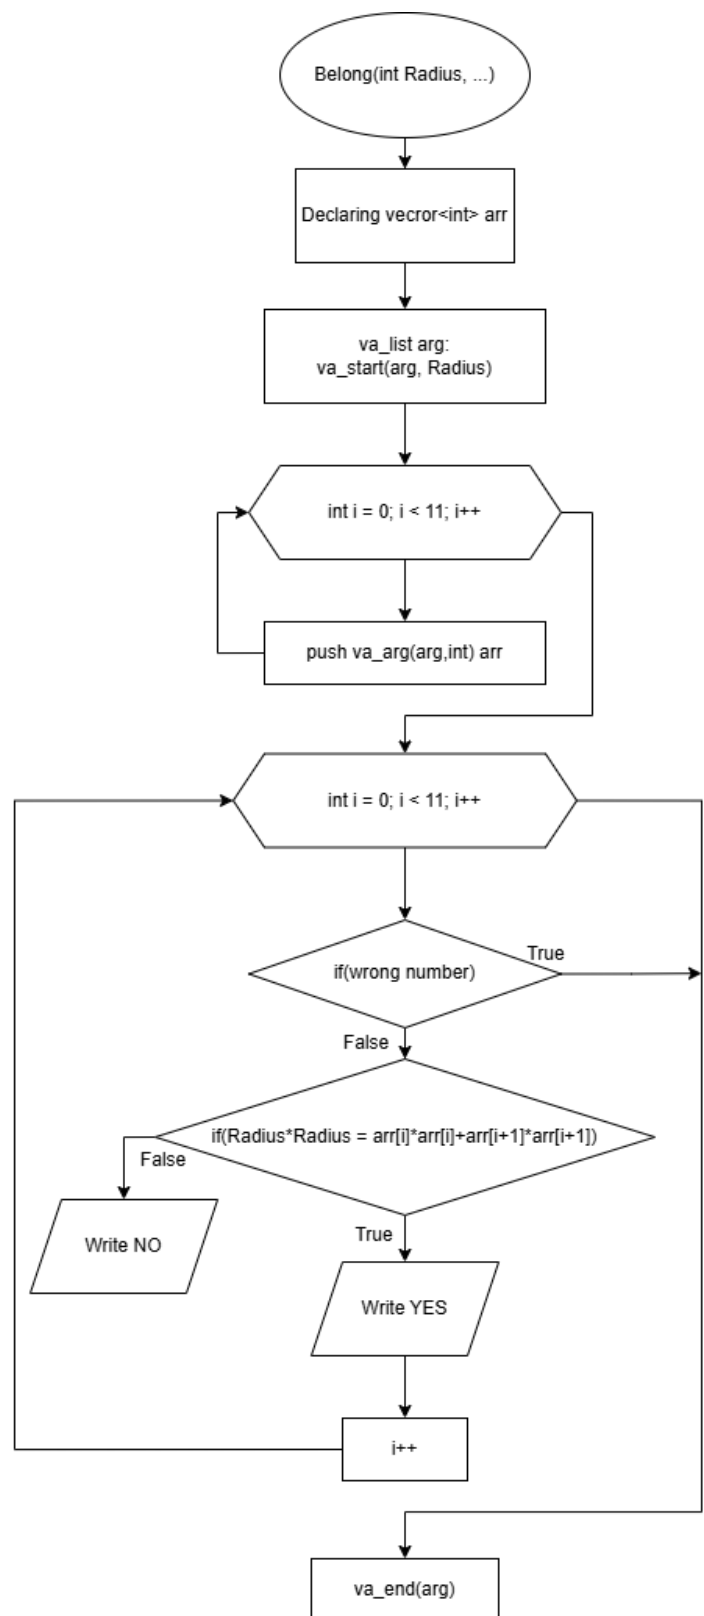 Belong(int Radius, ...)
Declaring vecror<int> arr
va_list arg:
va_start(arg, Radius)
int i = 0; i < 11; i++
push va_arg(arg,int) arr
int i = 0; i < 11; i++
True
if(wrong number)
False
if(Radius*Radius = arr[i]*arr[i]+arr[i+1]*arr[i+1])
False
True
Write NO
Write YES
i++
va_end(arg)